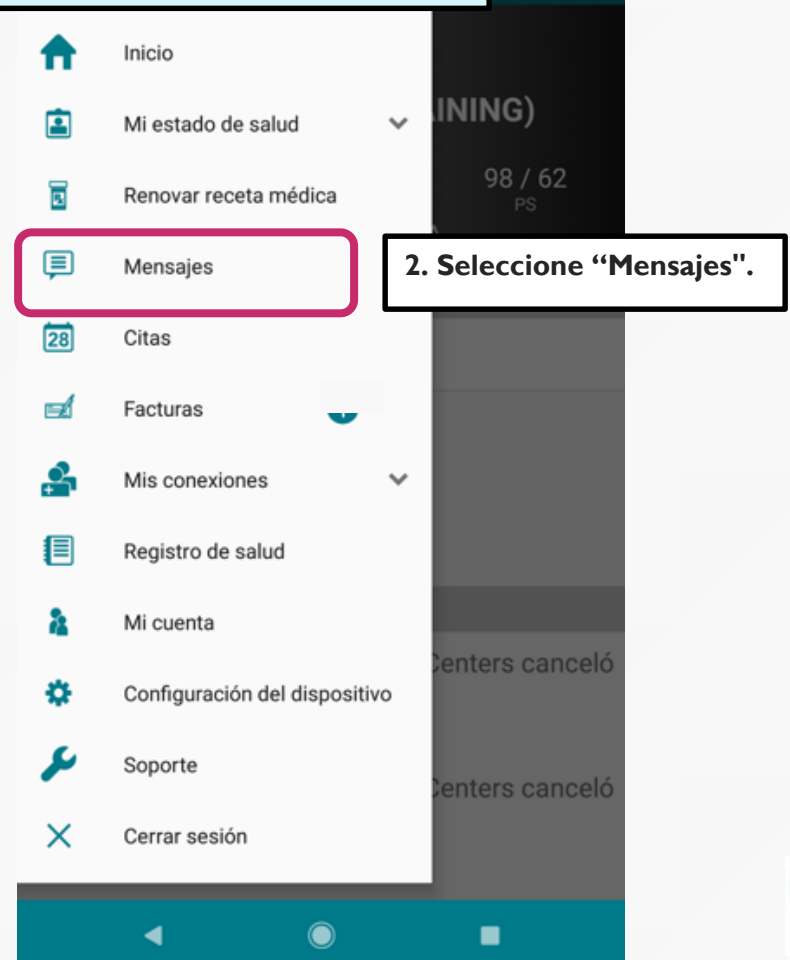 Inicio
INING)
Mi estado de salud
98 / 62
PS
Renovar receta médica
Mensajes
2. Seleccione “Mensajes".
28
Citas
Facturas
Mis conexiones
Registro de salud
Mi cuenta
Centers canceló
Configuración del dispositivo
Soporte
Centers canceló
Cerrar sesión